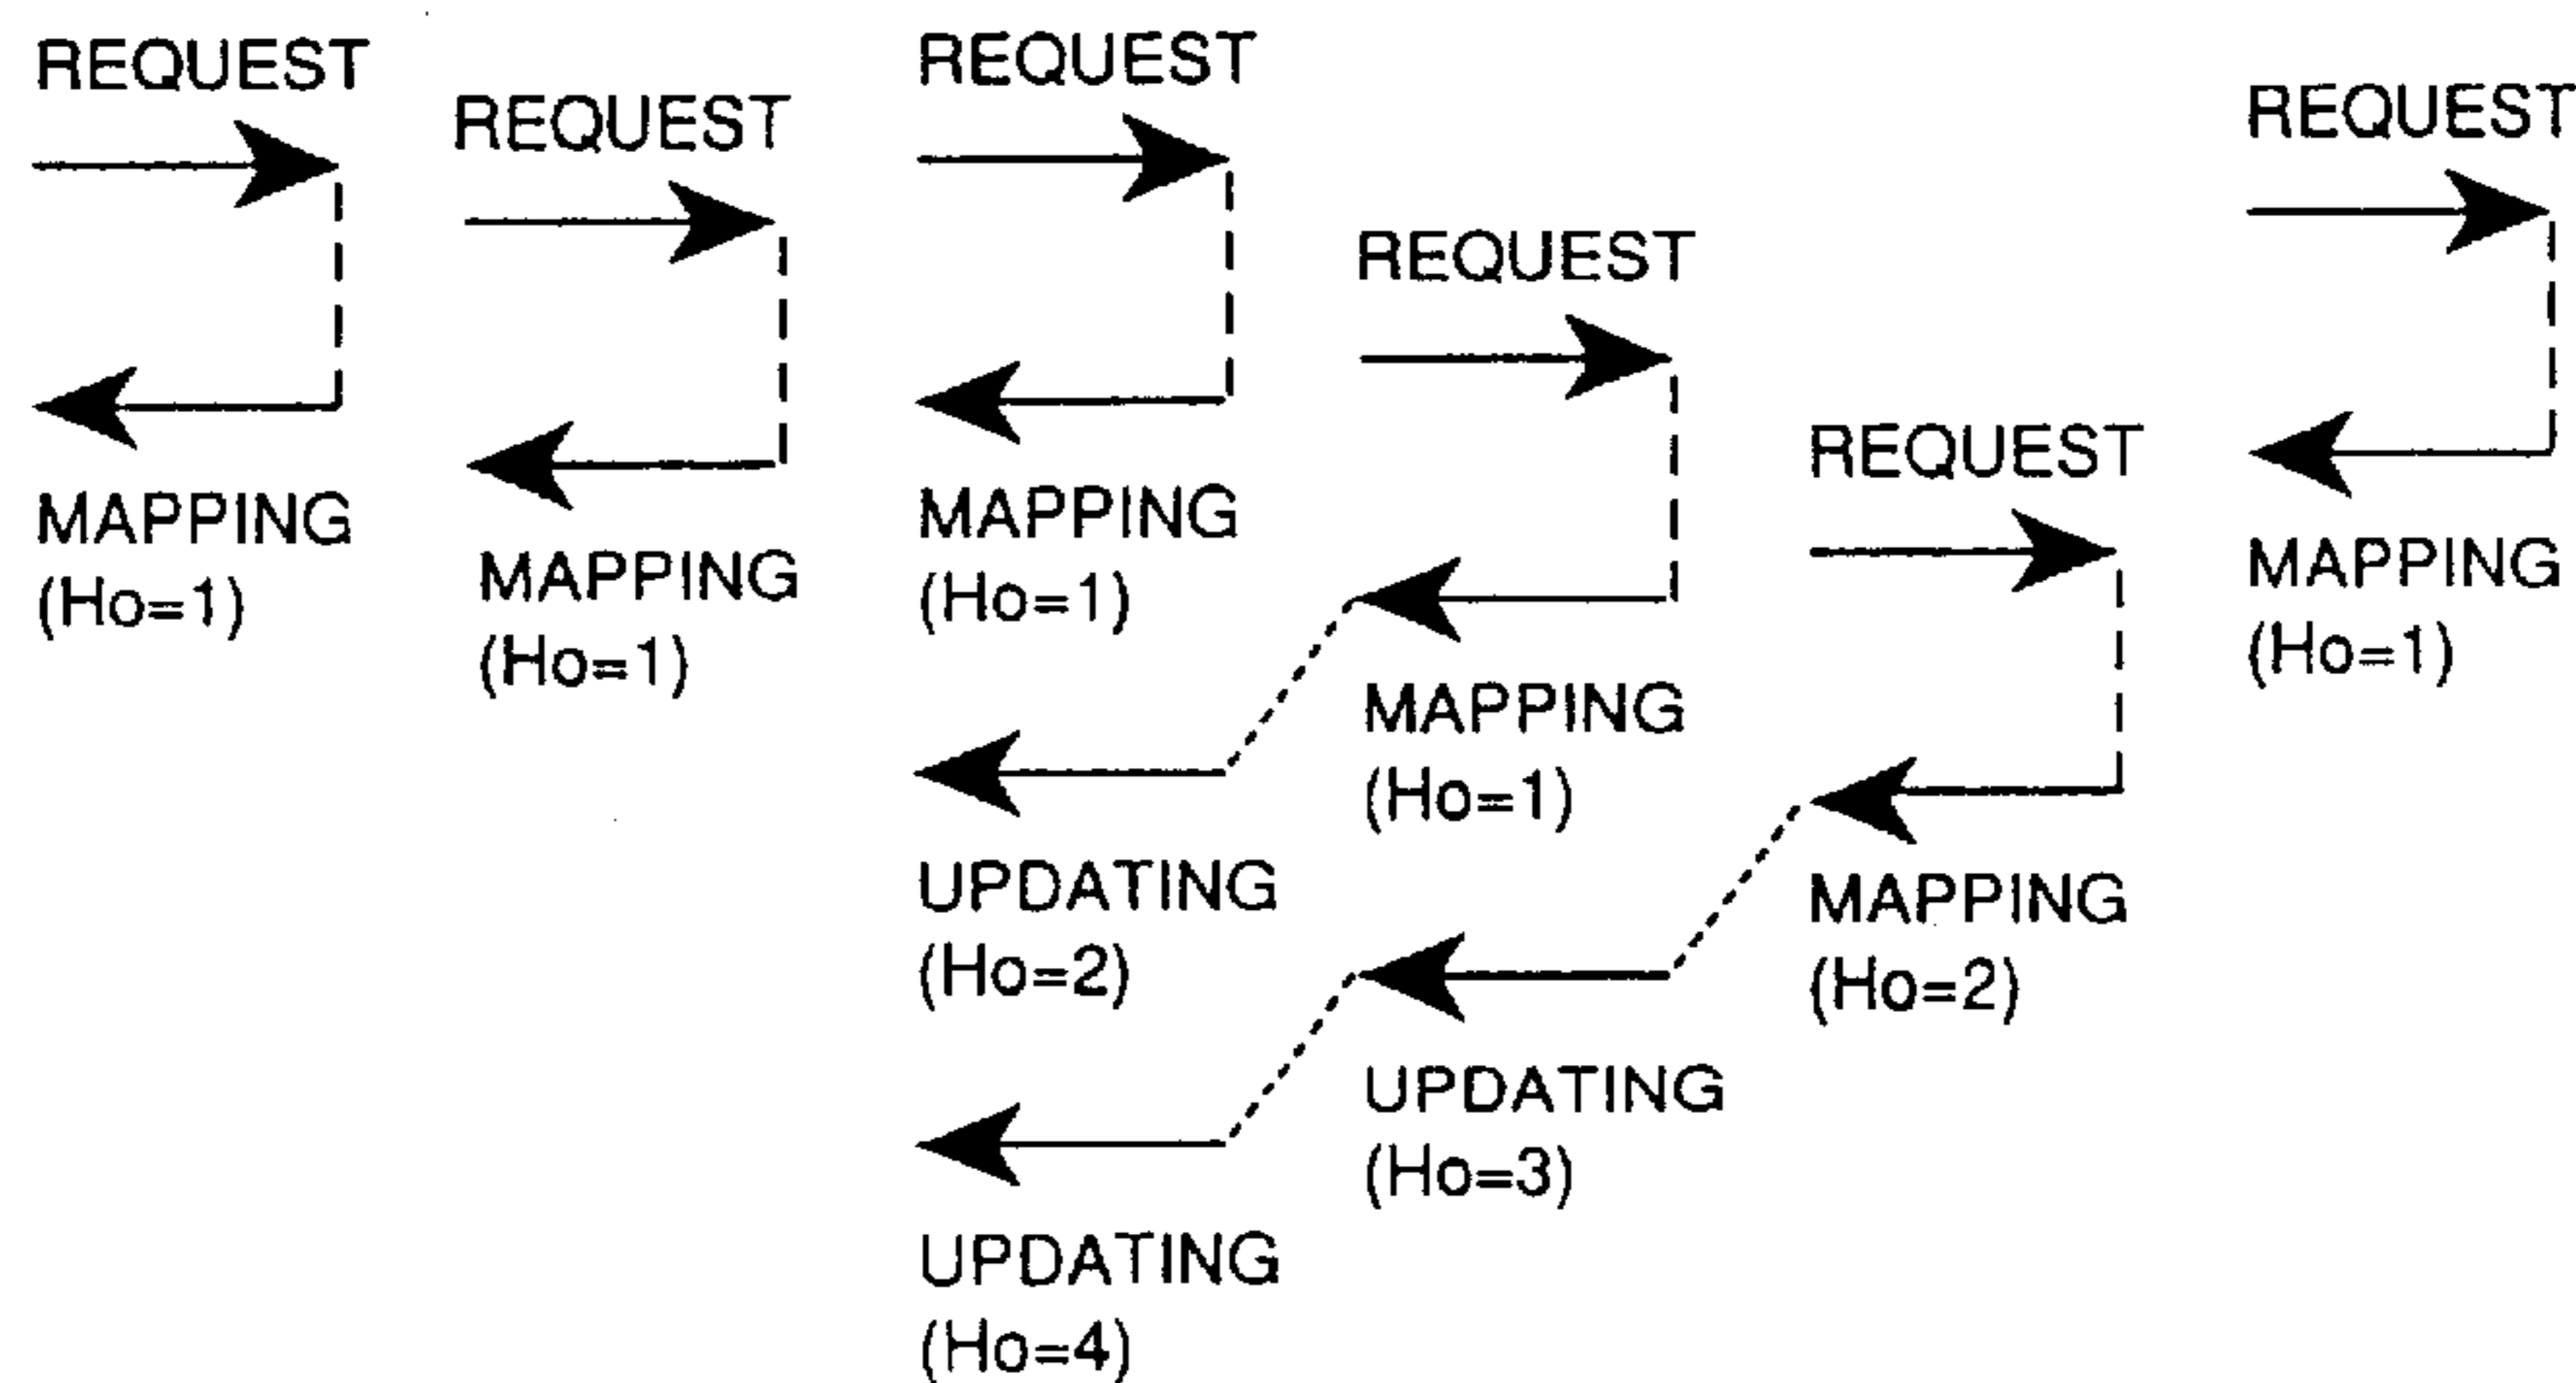 REQUEST
MAPPING
(Ho=1)
REQUEST
MAPPING
(Ho=1)
REQUEST
MAPPING
(Ho=1)
UPDATING
(Ho=2)
UPDATING
(Ho=4)
REQUEST
MAPPING
(Ho=1)
UPDATING
(Ho=3)
REQUEST
MAPPING
(Ho=2)
REQUEST
MAPPING
(Ho=1)